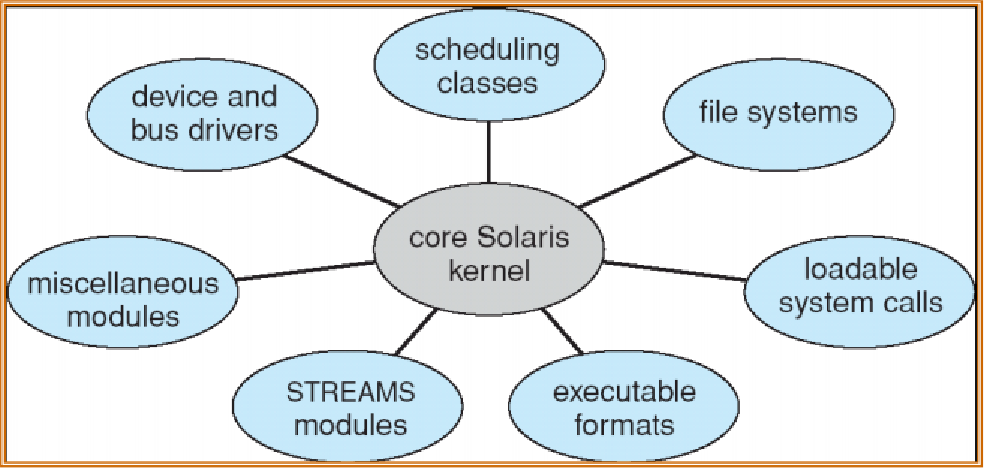 scheduling
classes
device and
bus drivers
file systems
core Solaris
kernel
miscellaneous
modules
loadable
system calls
STREAMS
modules
executable
formats